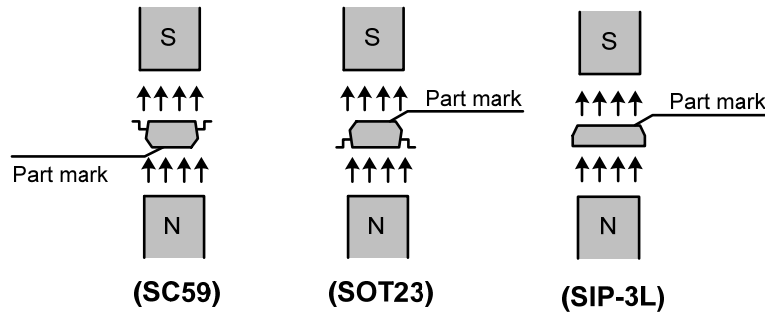 S
S
S
Part mark
Part mark
Part mark
N
N
N
(SC59)
(SOT23)
(SIP-3L)